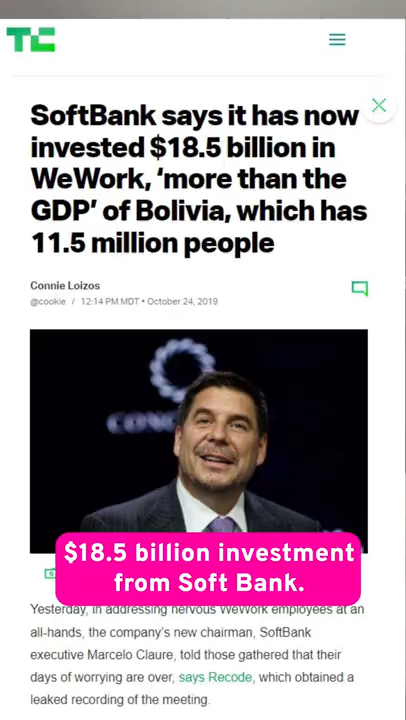 TC
SoftBank says it has now
invested $18.5 billion in
WeWork, ‘more than the
GDP’ of Bolivia, which has
11.5 million people
Connie Loizos
@cookie / 12:14 PM MDT • October 24, 2019
CON
$18.5 billion investment
from Soft Bank.
Yesterday, in addressing nervous WeWork employees at an
all-hands, the company’s new chairman, SoftBank
executive Marcelo Claure, told those gathered that their
days of worrying are over, says Recode, which obtained a
leaked recording of the meeting.